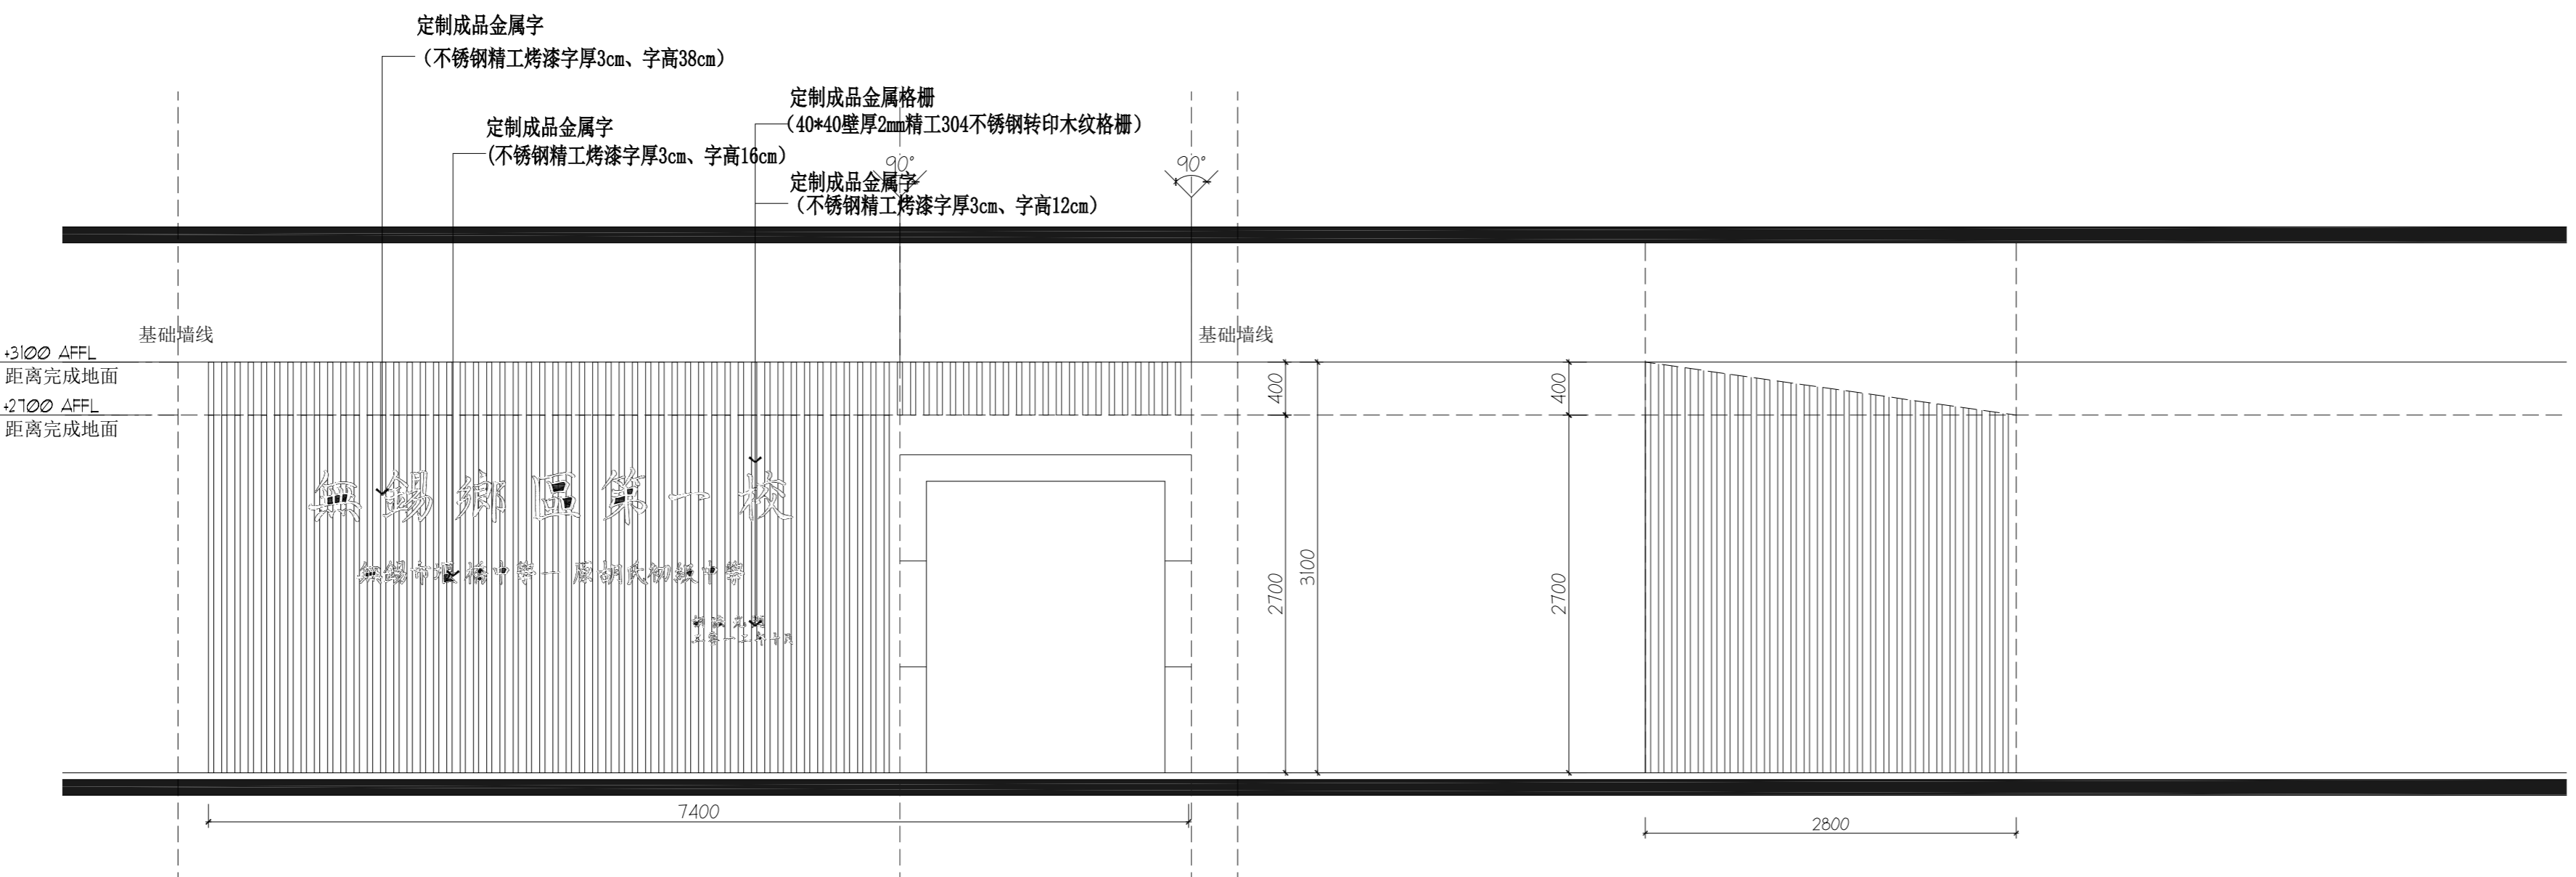 定制成品金属字
(不锈钢精工烤漆字厚3cm、字高38cm)
定制成品金属格栅
(40*40壁厚2mm精工304不锈钢转印木纹格栅)
定制成品金属字
(不锈钢精工烤漆字厚3cm、字高16cm)
90°
90°
定制成品金属字
(不锈钢精工烤漆字厚3cm、字高12cm)
基础墙线
基础墙线
+3100 AFFL
距离完成地面
+2700 AFFL
距离完成地面
400
400
無錫鄉區第一校
2700
3100
2700
7400
2800